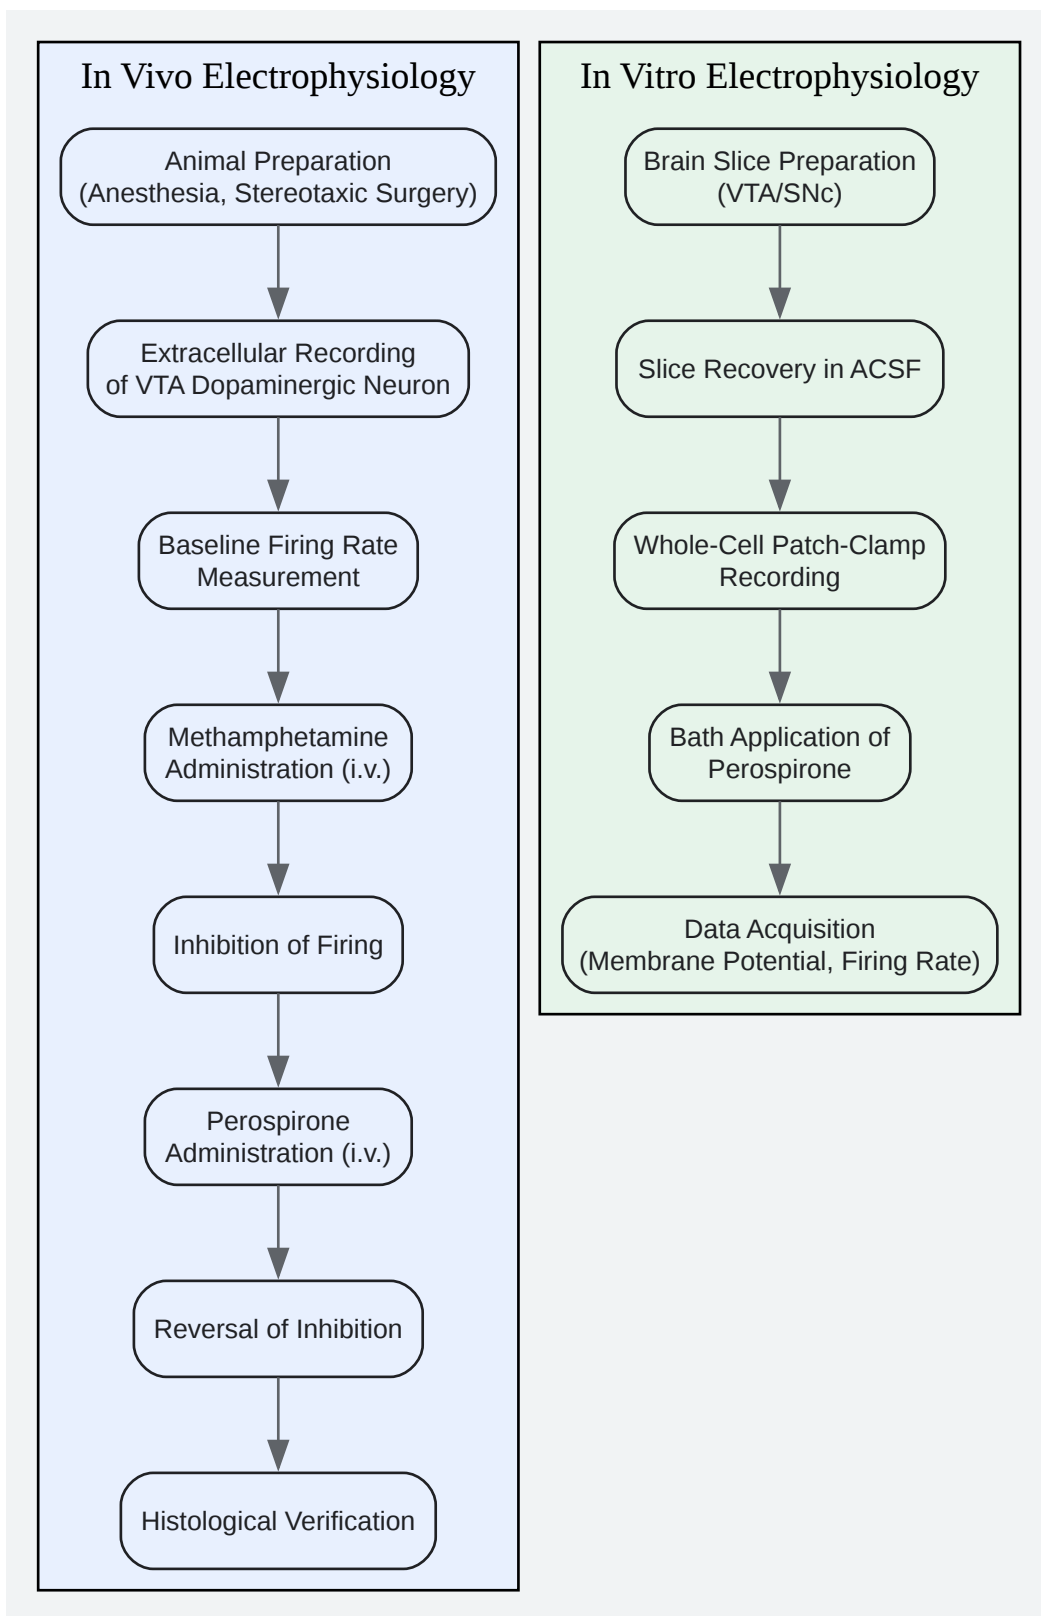 In Vivo Electrophysiology
Animal Preparation
(Anesthesia, Stereotaxic Surgery)
Extracellular Recording
of VTA Dopaminergic Neuron
Baseline Firing Rate
Measurement
Methamphetamine
Administration (i.v.)
Inhibition of Firing
Perospirone
Administration (i.v.)
Reversal of Inhibition
Histological Verification
In Vitro Electrophysiology
Brain Slice Preparation
(VTA/SNc)
Slice Recovery in ACSF
Whole-Cell Patch-Clamp
Recording
Bath Application of
Perospirone
Data Acquisition
(Membrane Potential, Firing Rate)